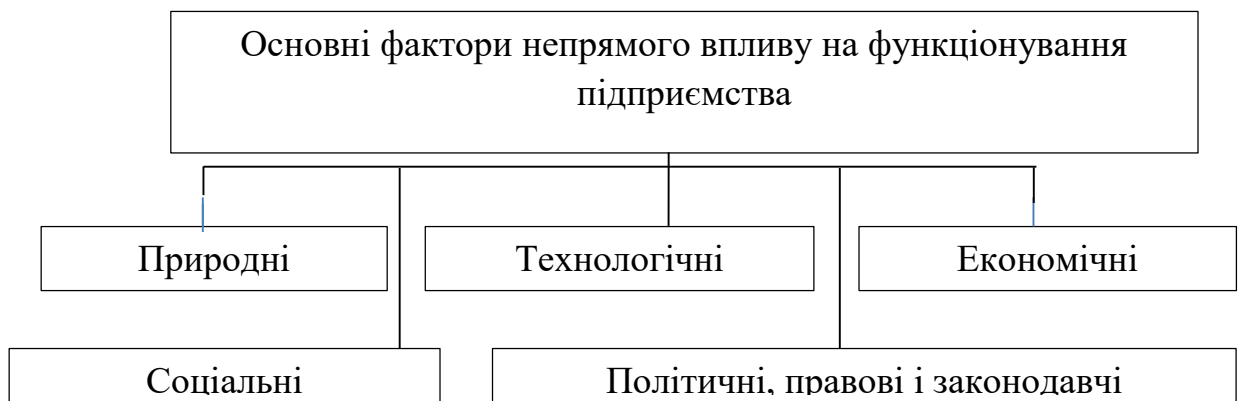 Основні фактори непрямого впливу на функціонування
підприємства
Природні
Технологічні
Економічні
Соціальні
Політичні, правові і законодавчі